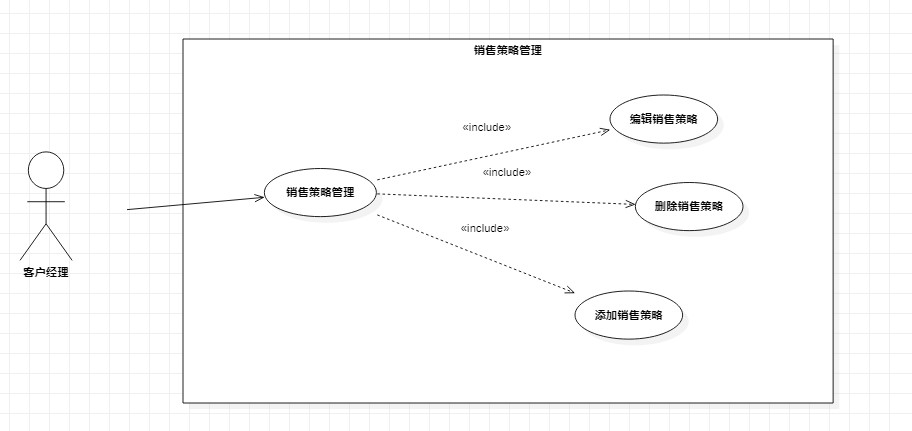 销售策略管理
«include»
编辑销售策略
«include»
销售策略管理
删除销售策略
«include»
客户经理
添加销售策略